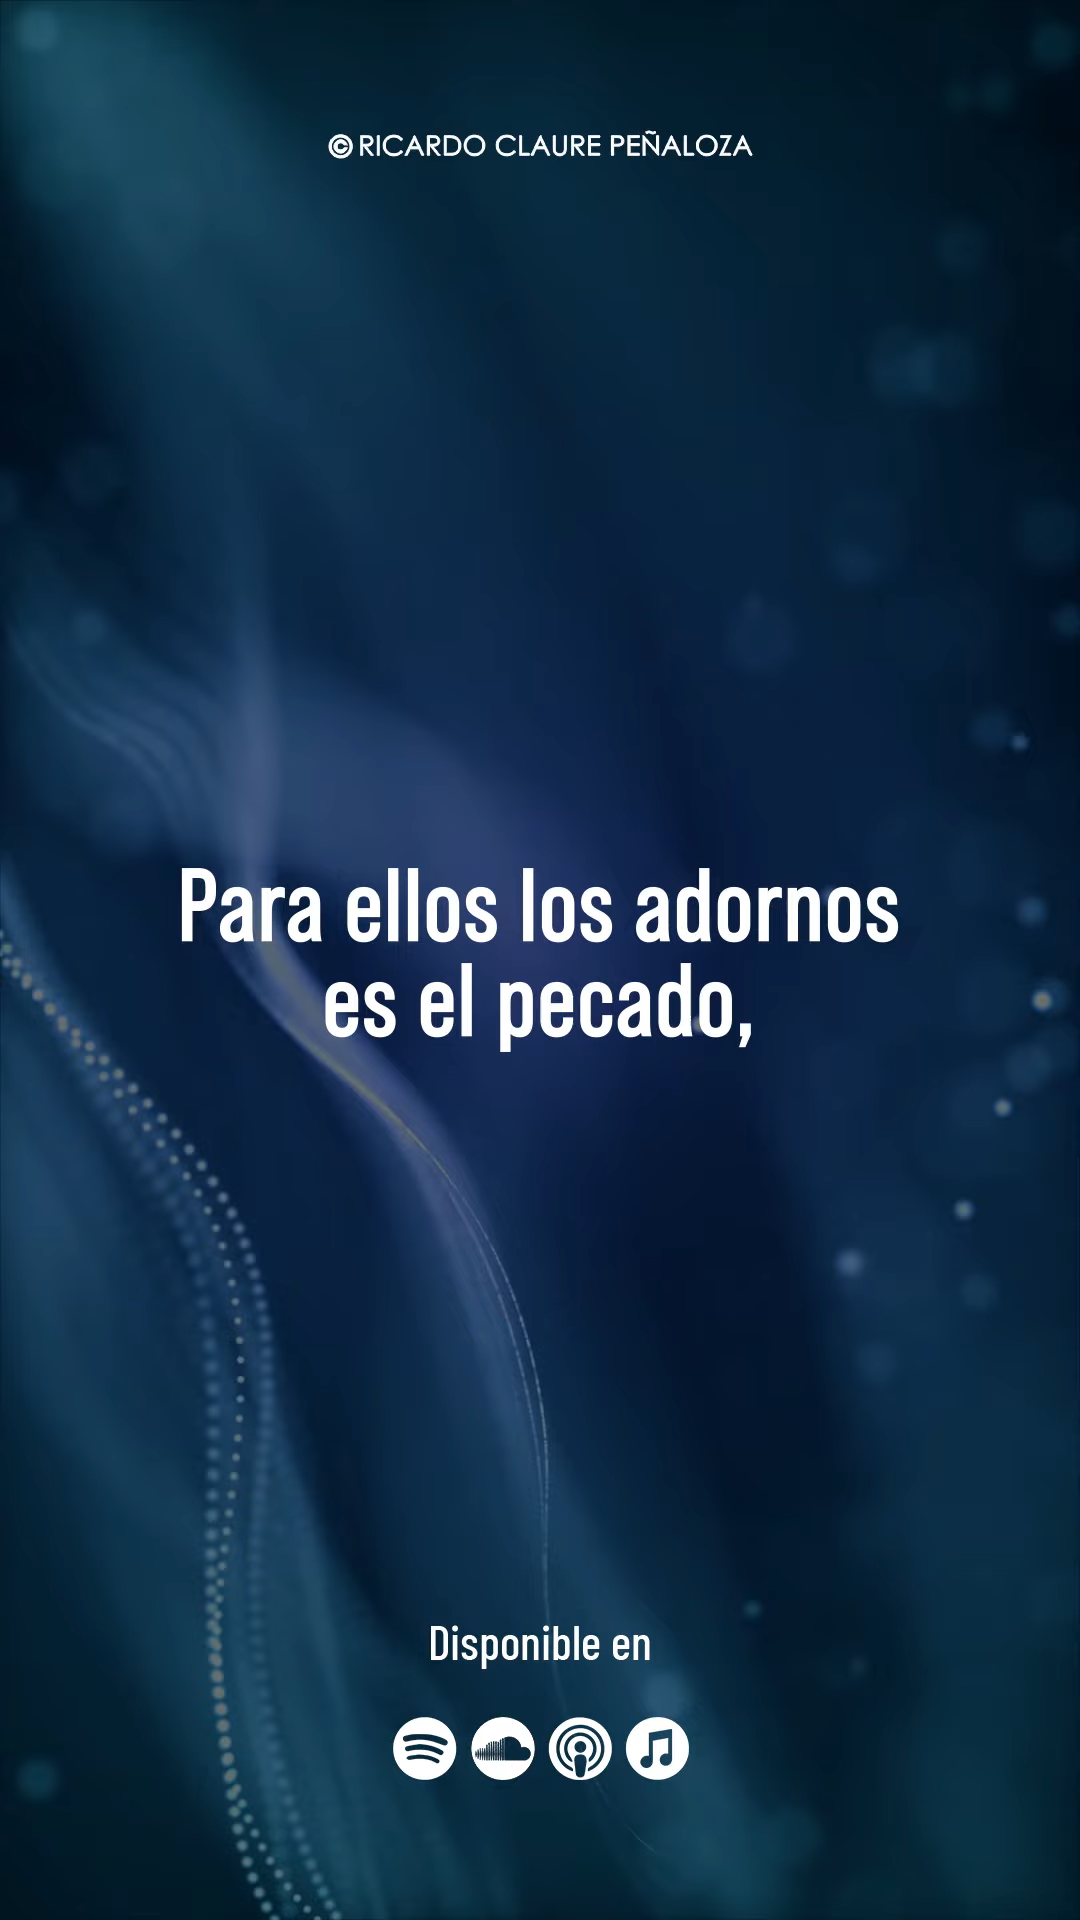 © RICARDO CLAURE PEÑALOZA
Para ellos los adornos
es el pecado,
Disponible en